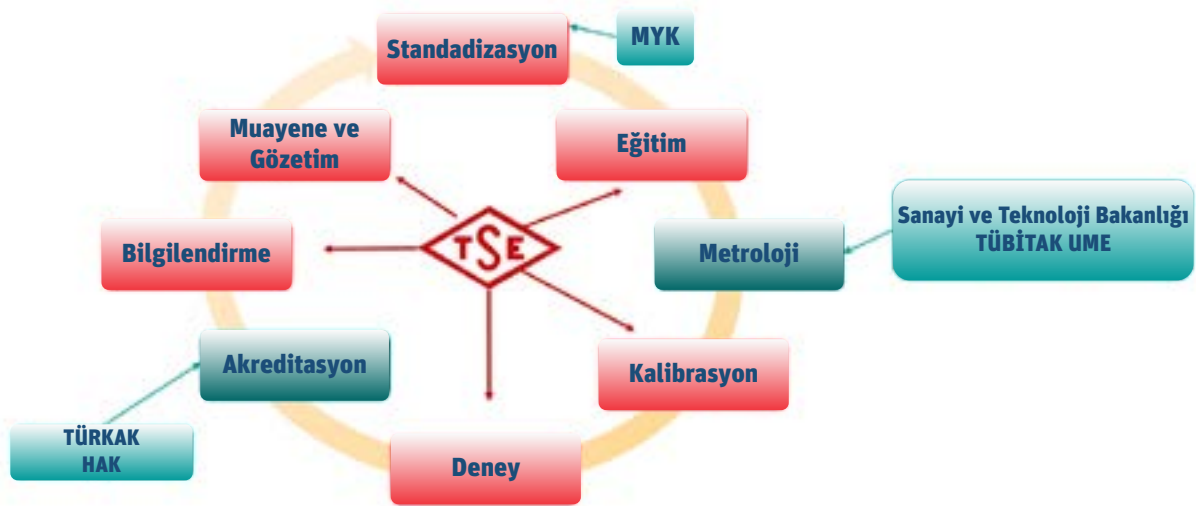 Standadizasyon
MYK
Muayene ve
Gözetim
Eğitim
Sanayi ve Teknoloji Bakanlığı
TÜBİTAK UME
Bilgilendirme
TSE
Metroloji
Akreditasyon
Kalibrasyon
TÜRKAK
HAK
Deney